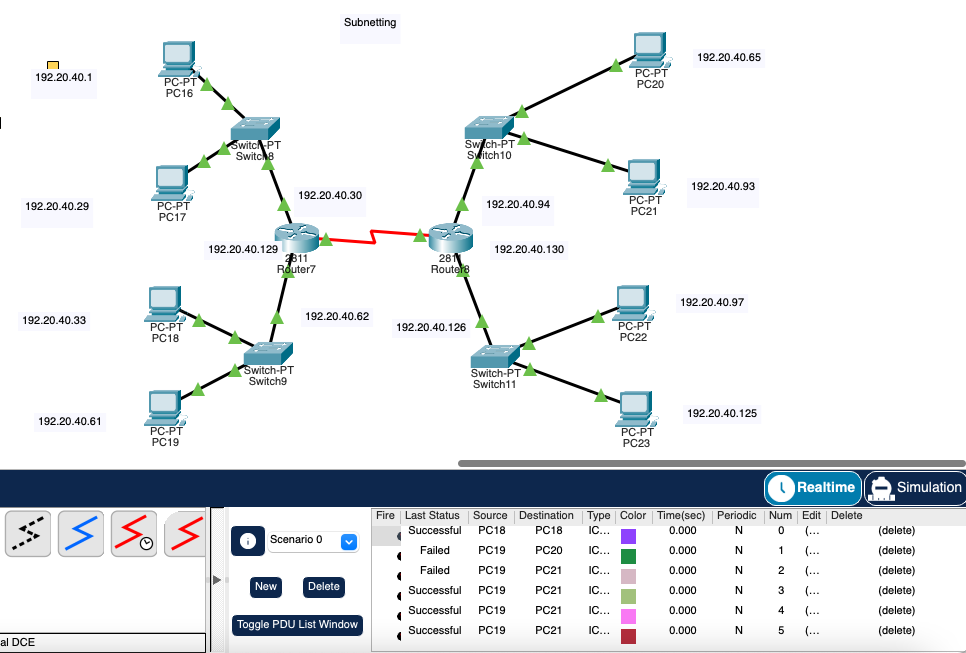 Subnetting
192.20.40.1
PC-PT
PC16
192.20.40.65
PC-PT
PC20
Switch-PT
Switch8
Switch-PT
Switch10
192.20.40.29
PC-PT
PC17
192.20.40.30
192.20.40.93
PC-PT
PC21
192.20.40.94
192.20.40.129
2811
Router7
2811
Router8
192.20.40.130
192.20.40.33
PC-PT
PC18
192.20.40.62
192.20.40.126
192.20.40.97
PC-PT
PC22
Switch-PT
Switch9
Switch-PT
Switch11
192.20.40.61
PC-PT
PC19
192.20.40.125
PC-PT
PC23
Realtime
Simulation
Scenario 0
New
Delete
Toggle PDU List Window
al DCE
Fire Last Status Source Destination Type Color Time(sec) Periodic Num Edit Delete
Successful PC18 PC18 IC... 0.000 N 0 (... (delete)
Failed PC19 PC20 IC... 0.000 N 1 (... (delete)
Failed PC19 PC21 IC... 0.000 N 2 (... (delete)
Successful PC19 PC21 IC... 0.000 N 3 (... (delete)
Successful PC19 PC21 IC... 0.000 N 4 (... (delete)
Successful PC19 PC21 IC... 0.000 N 5 (... (delete)